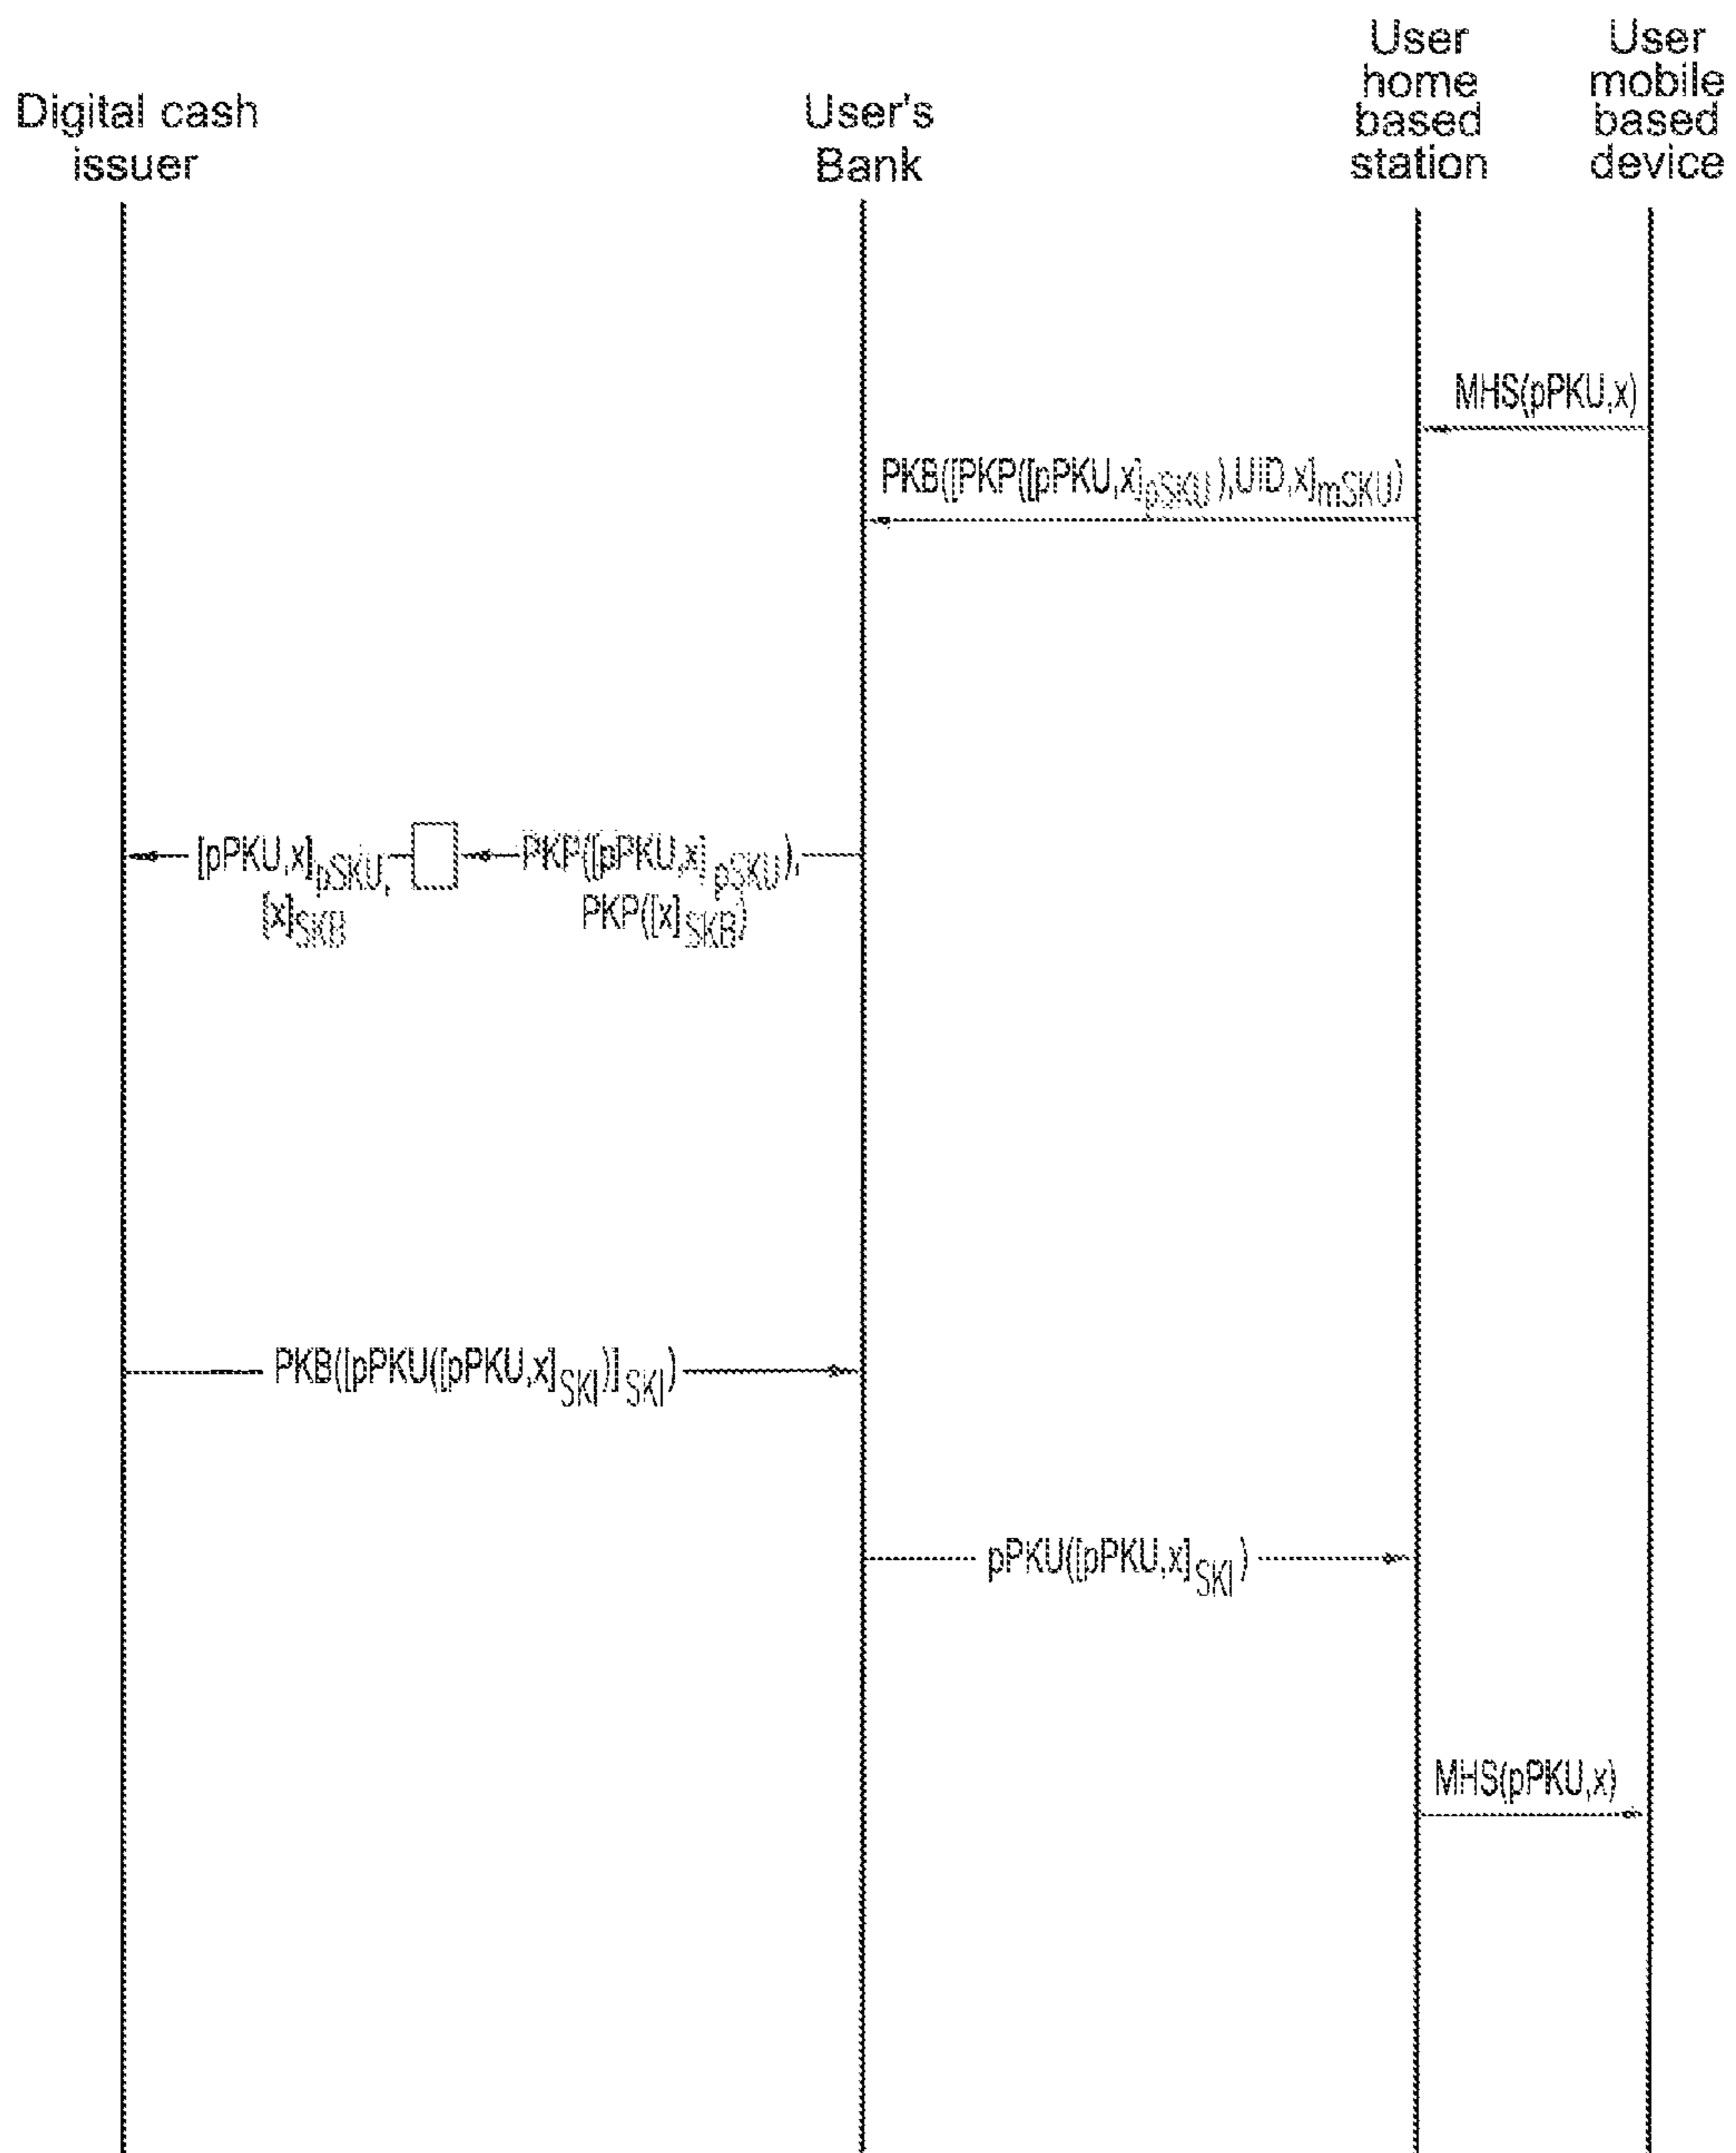 Digital cash
issuer
User's
Bank
User
home
based
station
User
mobile
based
device
MHS(pPKU,x)
PKB([PKP([pPKU,x]pSKU),UID,x]mSKU)
[pPKU,x]pSKU,
[x]SKB
PKP([pPKU,x]pSKU),
PKP([x]SKB)
PKB([pPKU([pPKU,x]SKI)]SKI)
pPKU([pPKU,x]SKI)
MHS(pPKU,x)